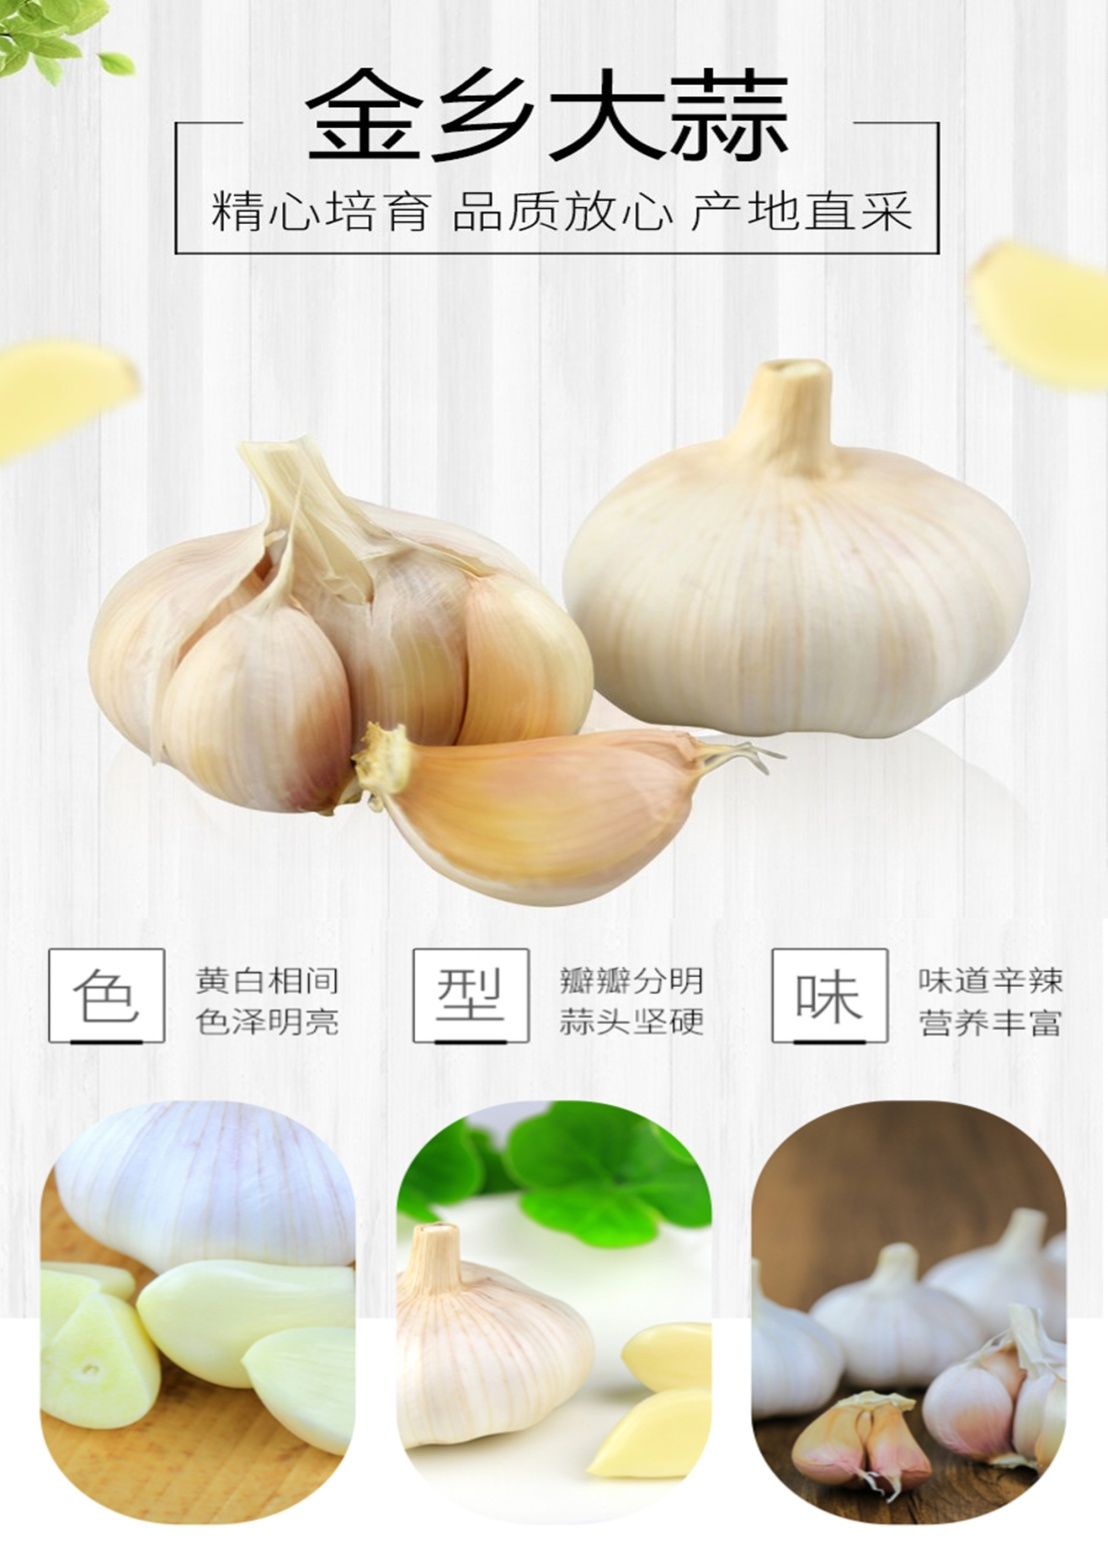 金乡大蒜
精心培育 品质放心 产地直采
色
黄白相间
色泽明亮
型
瓣瓣分明
蒜头坚硬
味
味道辛辣
营养丰富